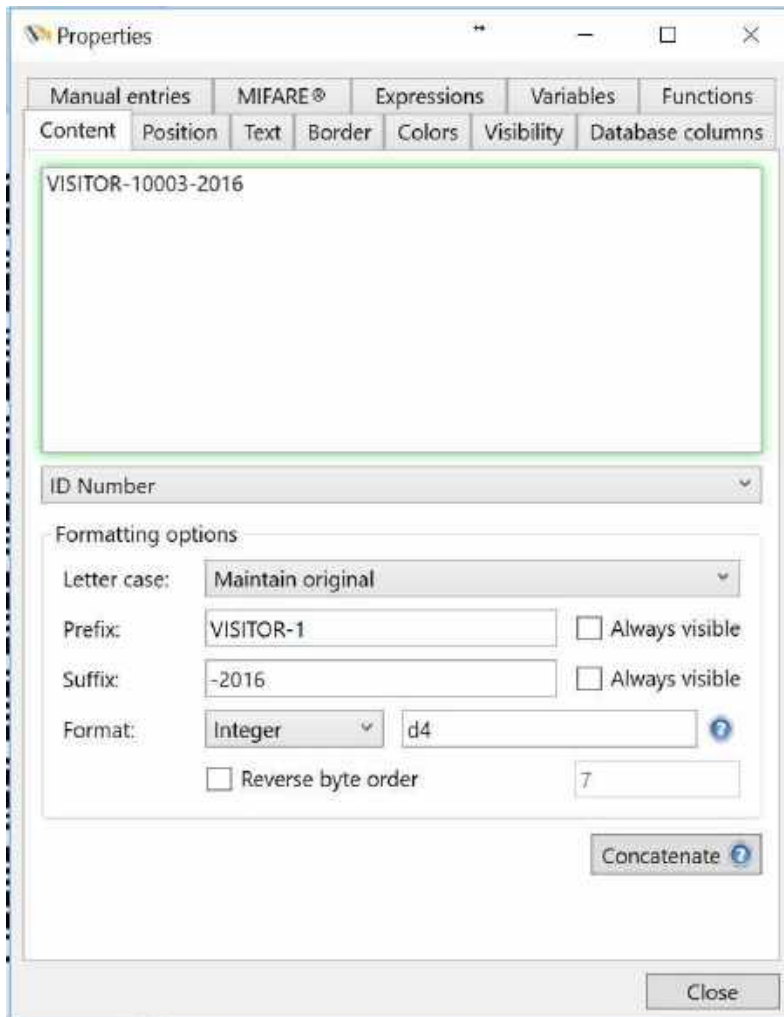 Properties
Manual entries MIFARE® Expressions Variables Functions
Content Position Text Border Colors Visibility Database columns
VISITOR-10003-2016
ID Number
Formatting options
Letter case: Maintain original
Prefix: VISITOR-1 Always visible
Suffix: -2016 Always visible
Format: Integer d4 ?
Reverse byte order 7
Concatenate ?
Close